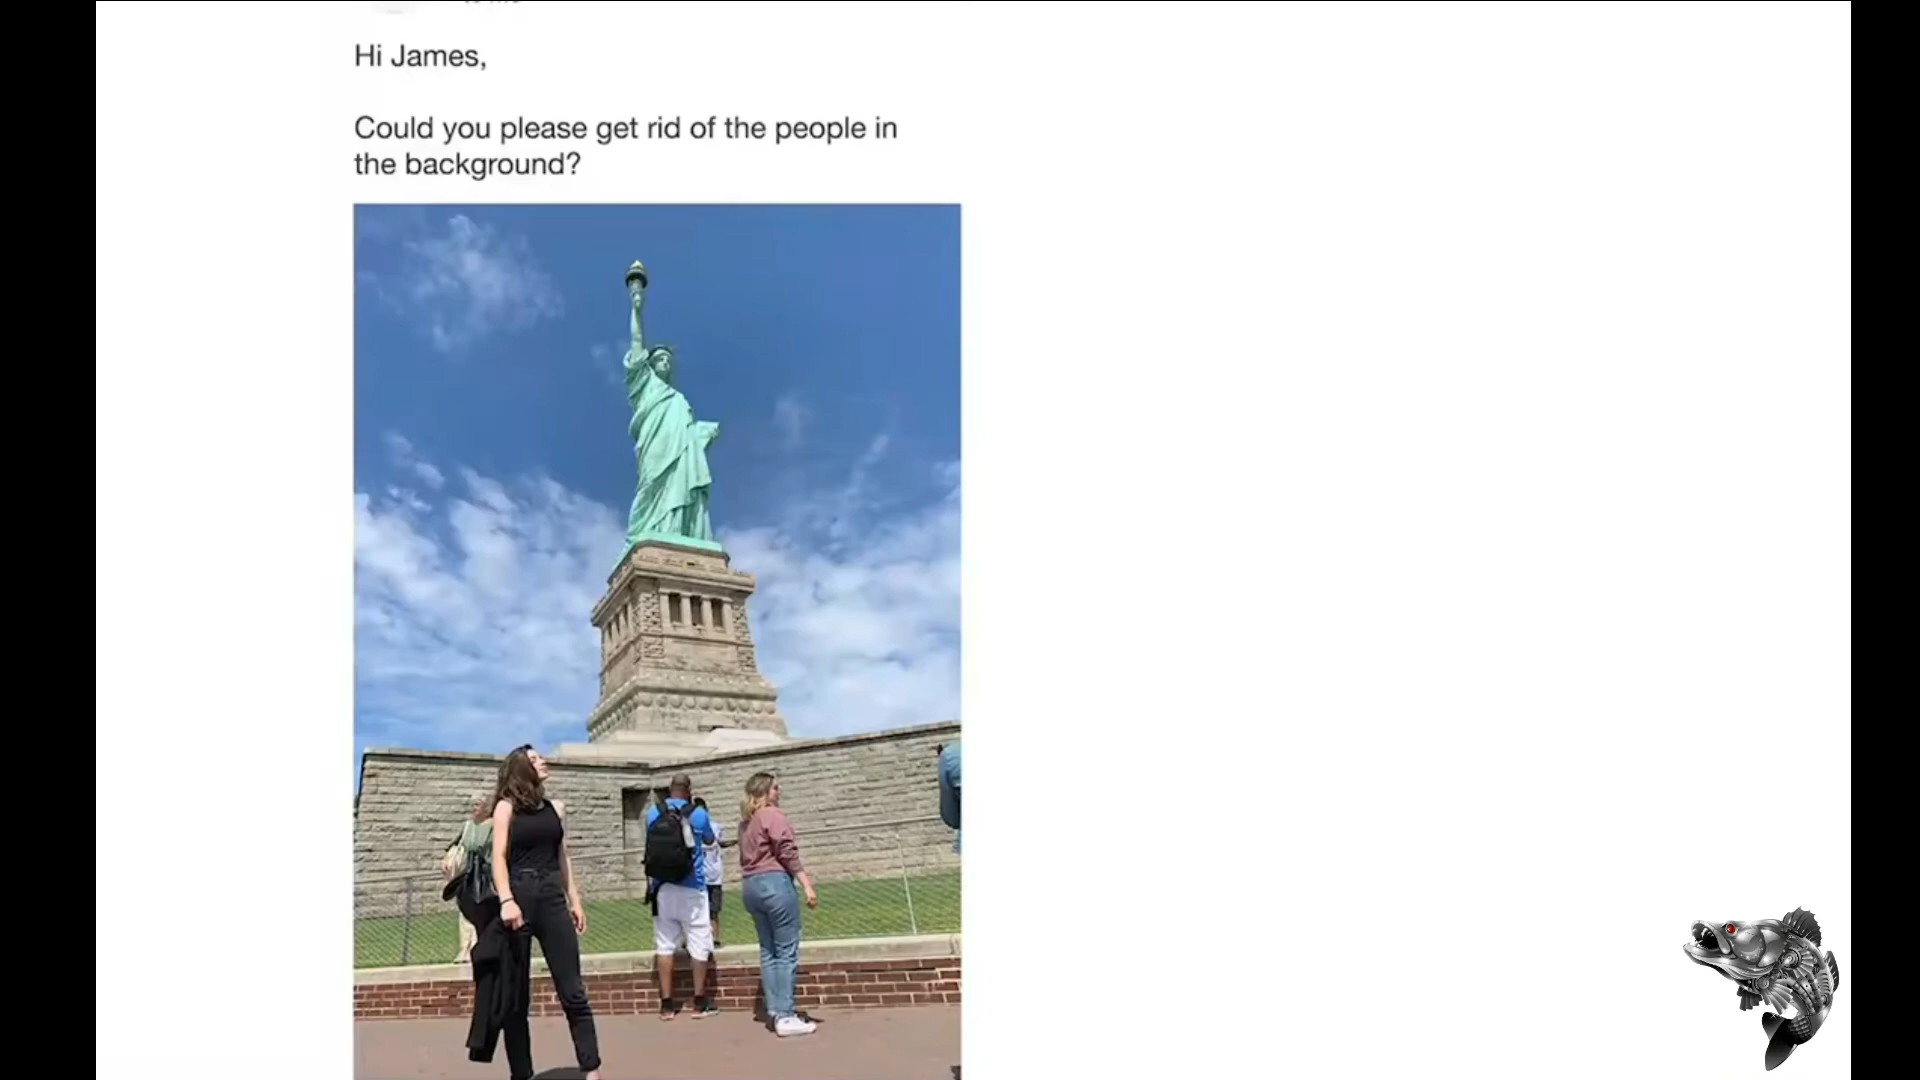 Hi James,
Could you please get rid of the people in
the background?